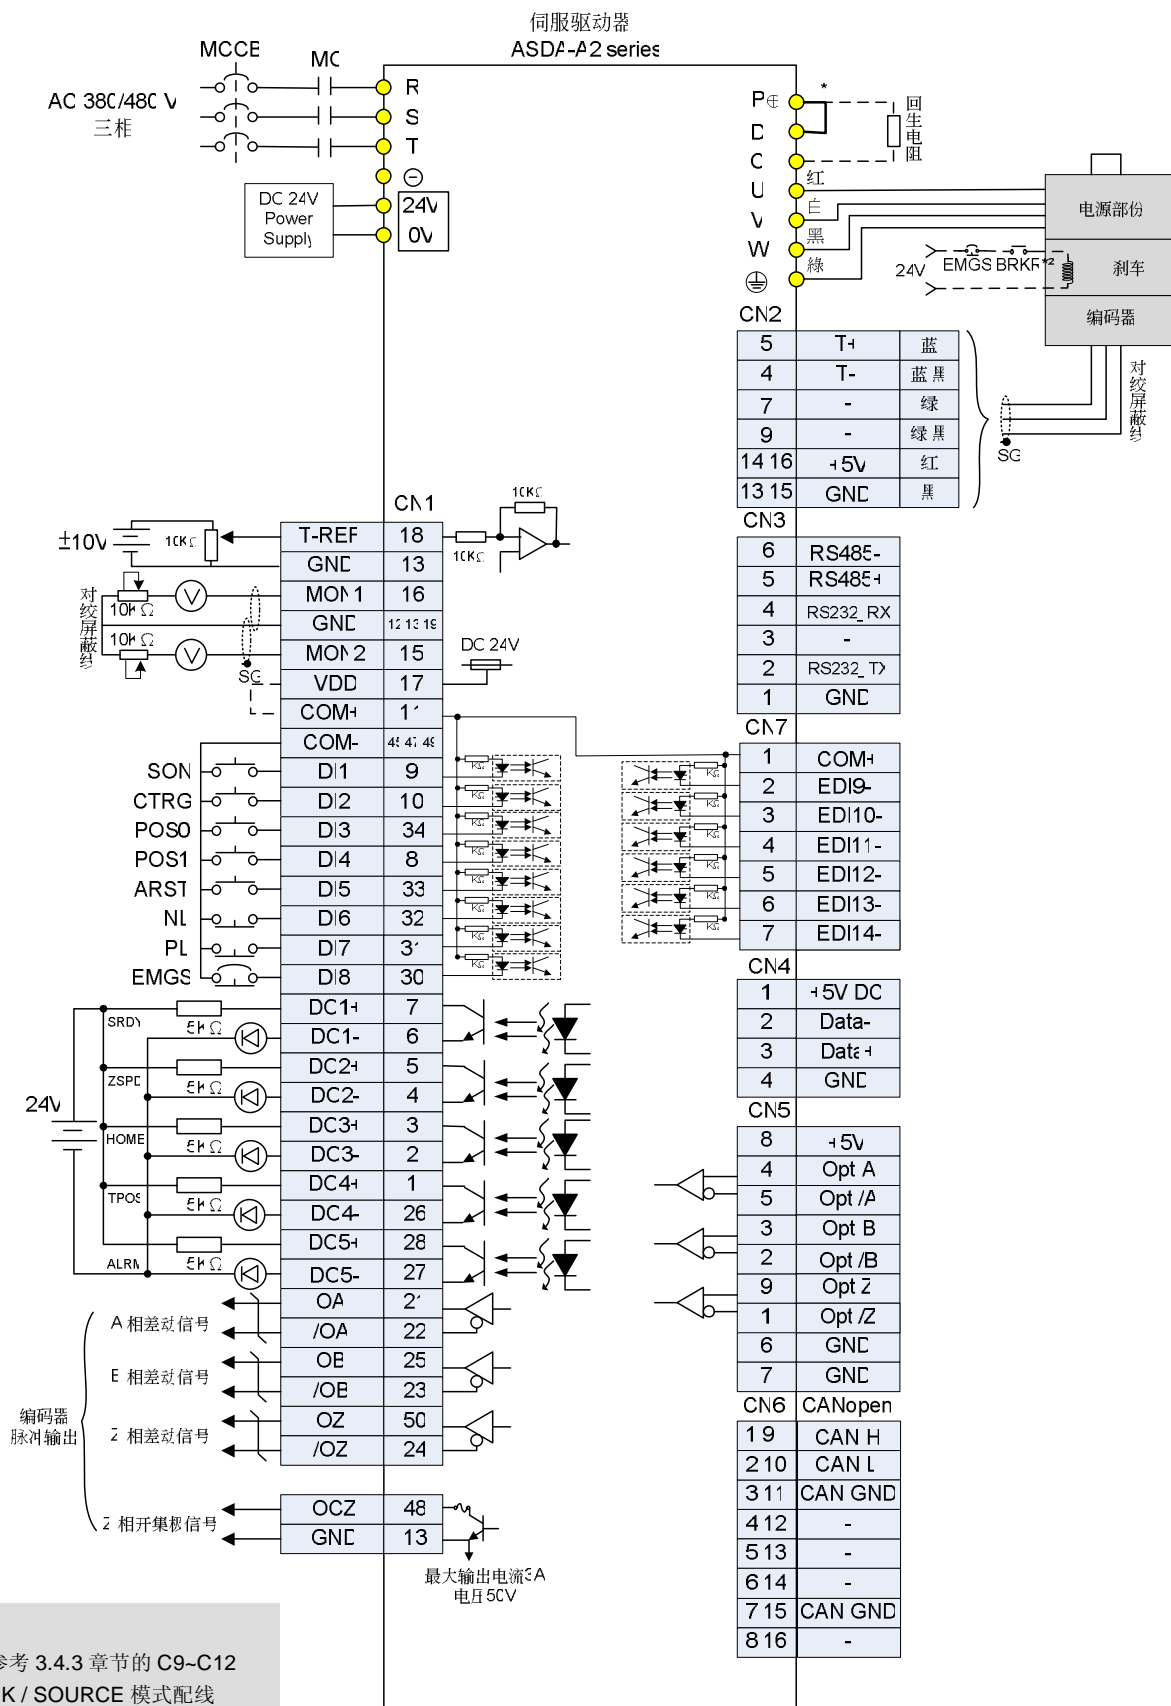 伺服驱动器
ASDA-A2 series
MCCB
MC
AC 380/480 V
三相
R
S
T
⊖
DC 24V
Power
Supply
24V
0V
P⊕
*
D
C
U
V
W
回生电阻
红
白
黑
綠
电源部份
24V
EMGS BRKR*2
刹车
编码器
对绞屏蔽线
SG
CN2
5 T+ 蓝
4 T- 蓝 黑
7 - 绿
9 - 绿 黑
14 16 +5V 红
13 15 GND 黑
CN3
6 RS485-
5 RS485+
4 RS232_RX
3 -
2 RS232_TX
1 GND
CN7
1 COM+
2 EDI9-
3 EDI10-
4 EDI11-
5 EDI12-
6 EDI13-
7 EDI14-
CN4
1 +5V DC
2 Data-
3 Data+
4 GND
CN5
8 +5V
4 Opt A
5 Opt /A
3 Opt B
2 Opt /B
9 Opt Z
1 Opt /Z
6 GND
7 GND
CN6 CANopen
1 9 CAN H
2 10 CAN L
3 11 CAN GND
4 12 -
5 13 -
6 14 -
7 15 CAN GND
8 16 -
CN1
±10V
10KΩ
10KΩ
10KΩ
T-REF 18
GND 13
MON1 16
GND 12 13 19
MON2 15
VDD 17
COM+ 11
COM- 45 47 49
DC 24V
对绞屏蔽线
10KΩ
10KΩ
V
V
SG
SON DI1 9
CTRG DI2 10
POS0 DI3 34
POS1 DI4 8
ARST DI5 33
NL DI6 32
PL DI7 31
EMGS DI8 30
24V
SRDY 5KΩ DO1+ 7
DO1- 6
ZSPD 5KΩ DO2+ 5
DO2- 4
HOME 5KΩ DO3+ 3
DO3- 2
TPOS 5KΩ DO4+ 1
DO4- 26
ALRM 5KΩ DO5+ 28
DO5- 27
编码器
脉冲输出
A 相差动信号
OA 21
/OA 22
B 相差动信号
OB 25
/OB 23
Z 相差动信号
OZ 50
/OZ 24
Z 相开集极信号
OCZ 48
GND 13
最大输出电流3A
电压50V
参考 3.4.3 章节的 C9~C12
K / SOURCE 模式配线